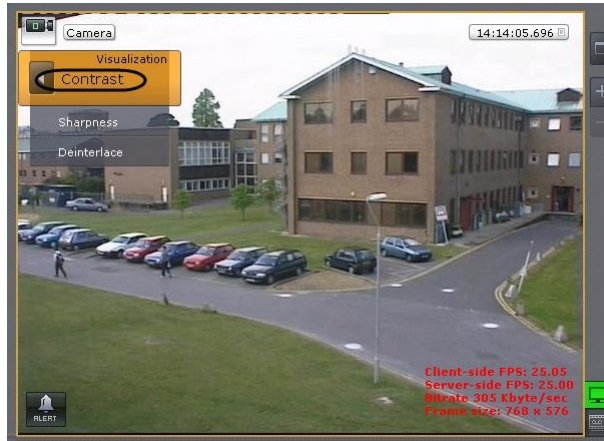 Camera
14:14:05.696
Visualization
Contrast
Sharpness
Deinterlace
Client-side FPS: 25.05
Server-side FPS: 25.00
Bitrate 305 Kbyte/sec
Frame size: 768 x 576
ALERT